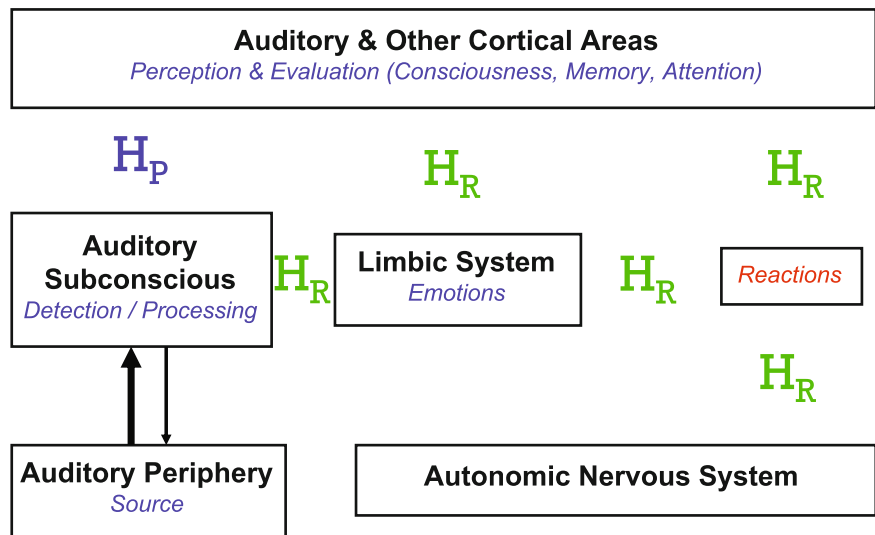 Auditory & Other Cortical Areas
Perception & Evaluation (Consciousness, Memory, Attention)
HP
HR
HR
Auditory
Subconscious
Detection / Processing
HR
Limbic System
Emotions
HR
Reactions
HR
Auditory Periphery
Source
Autonomic Nervous System